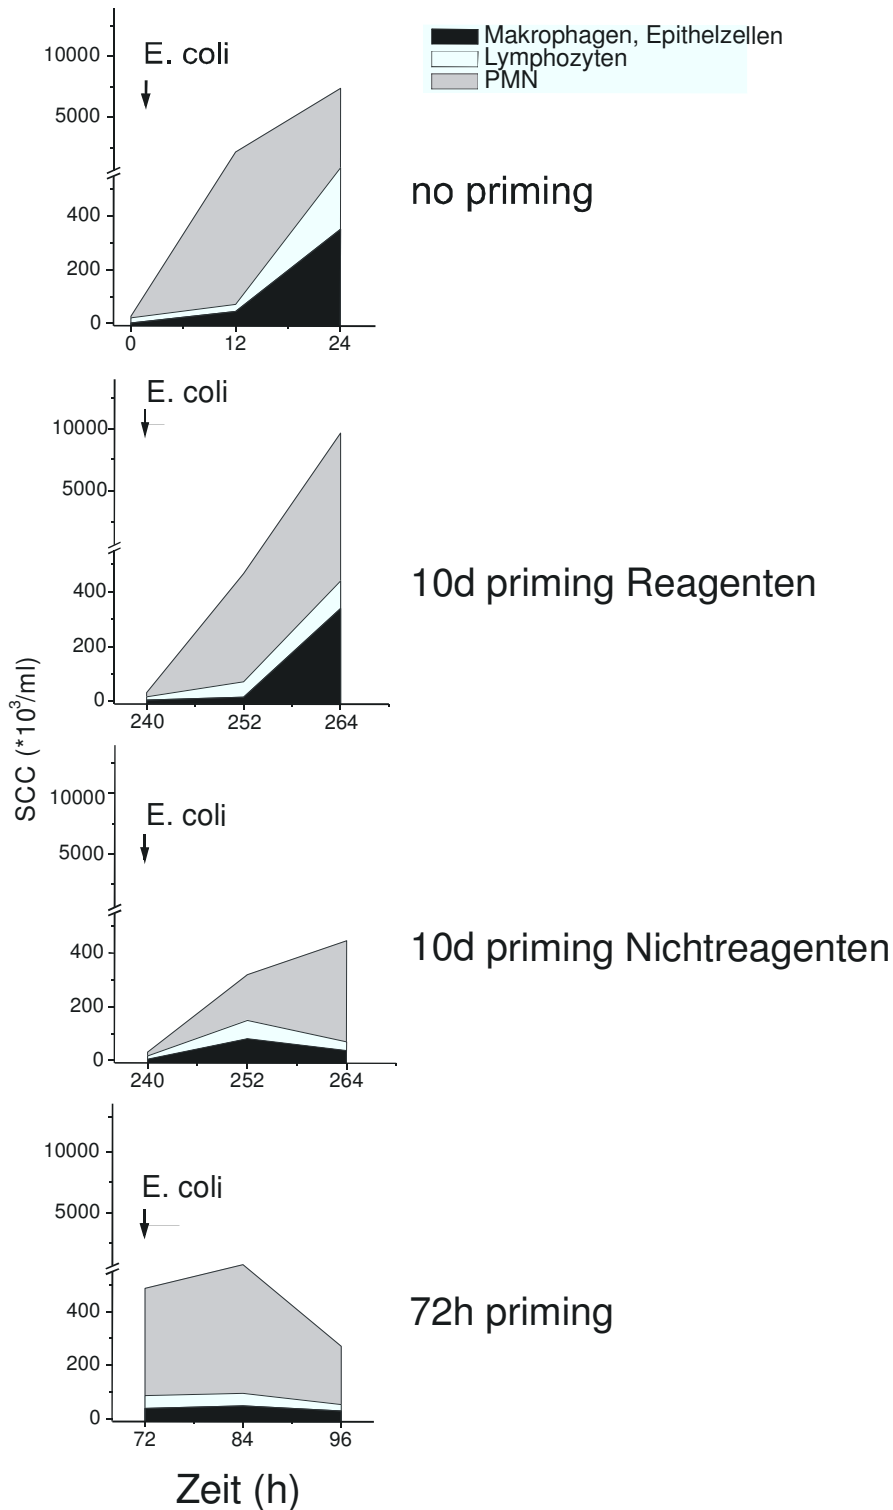 Makrophagen, Epithelzellen
Lymphozyten
PMN
10000
5000
400
200
0
E. coli
0 12 24
no priming
E. coli
10000
5000
400
200
0
240 252 264
10d priming Reagenten
SCC (*10³/ml)
10000
5000
400
200
0
E. coli
240 252 264
10d priming Nichtreagenten
10000
5000
400
200
0
E. coli
72 84 96
72h priming
Zeit (h)